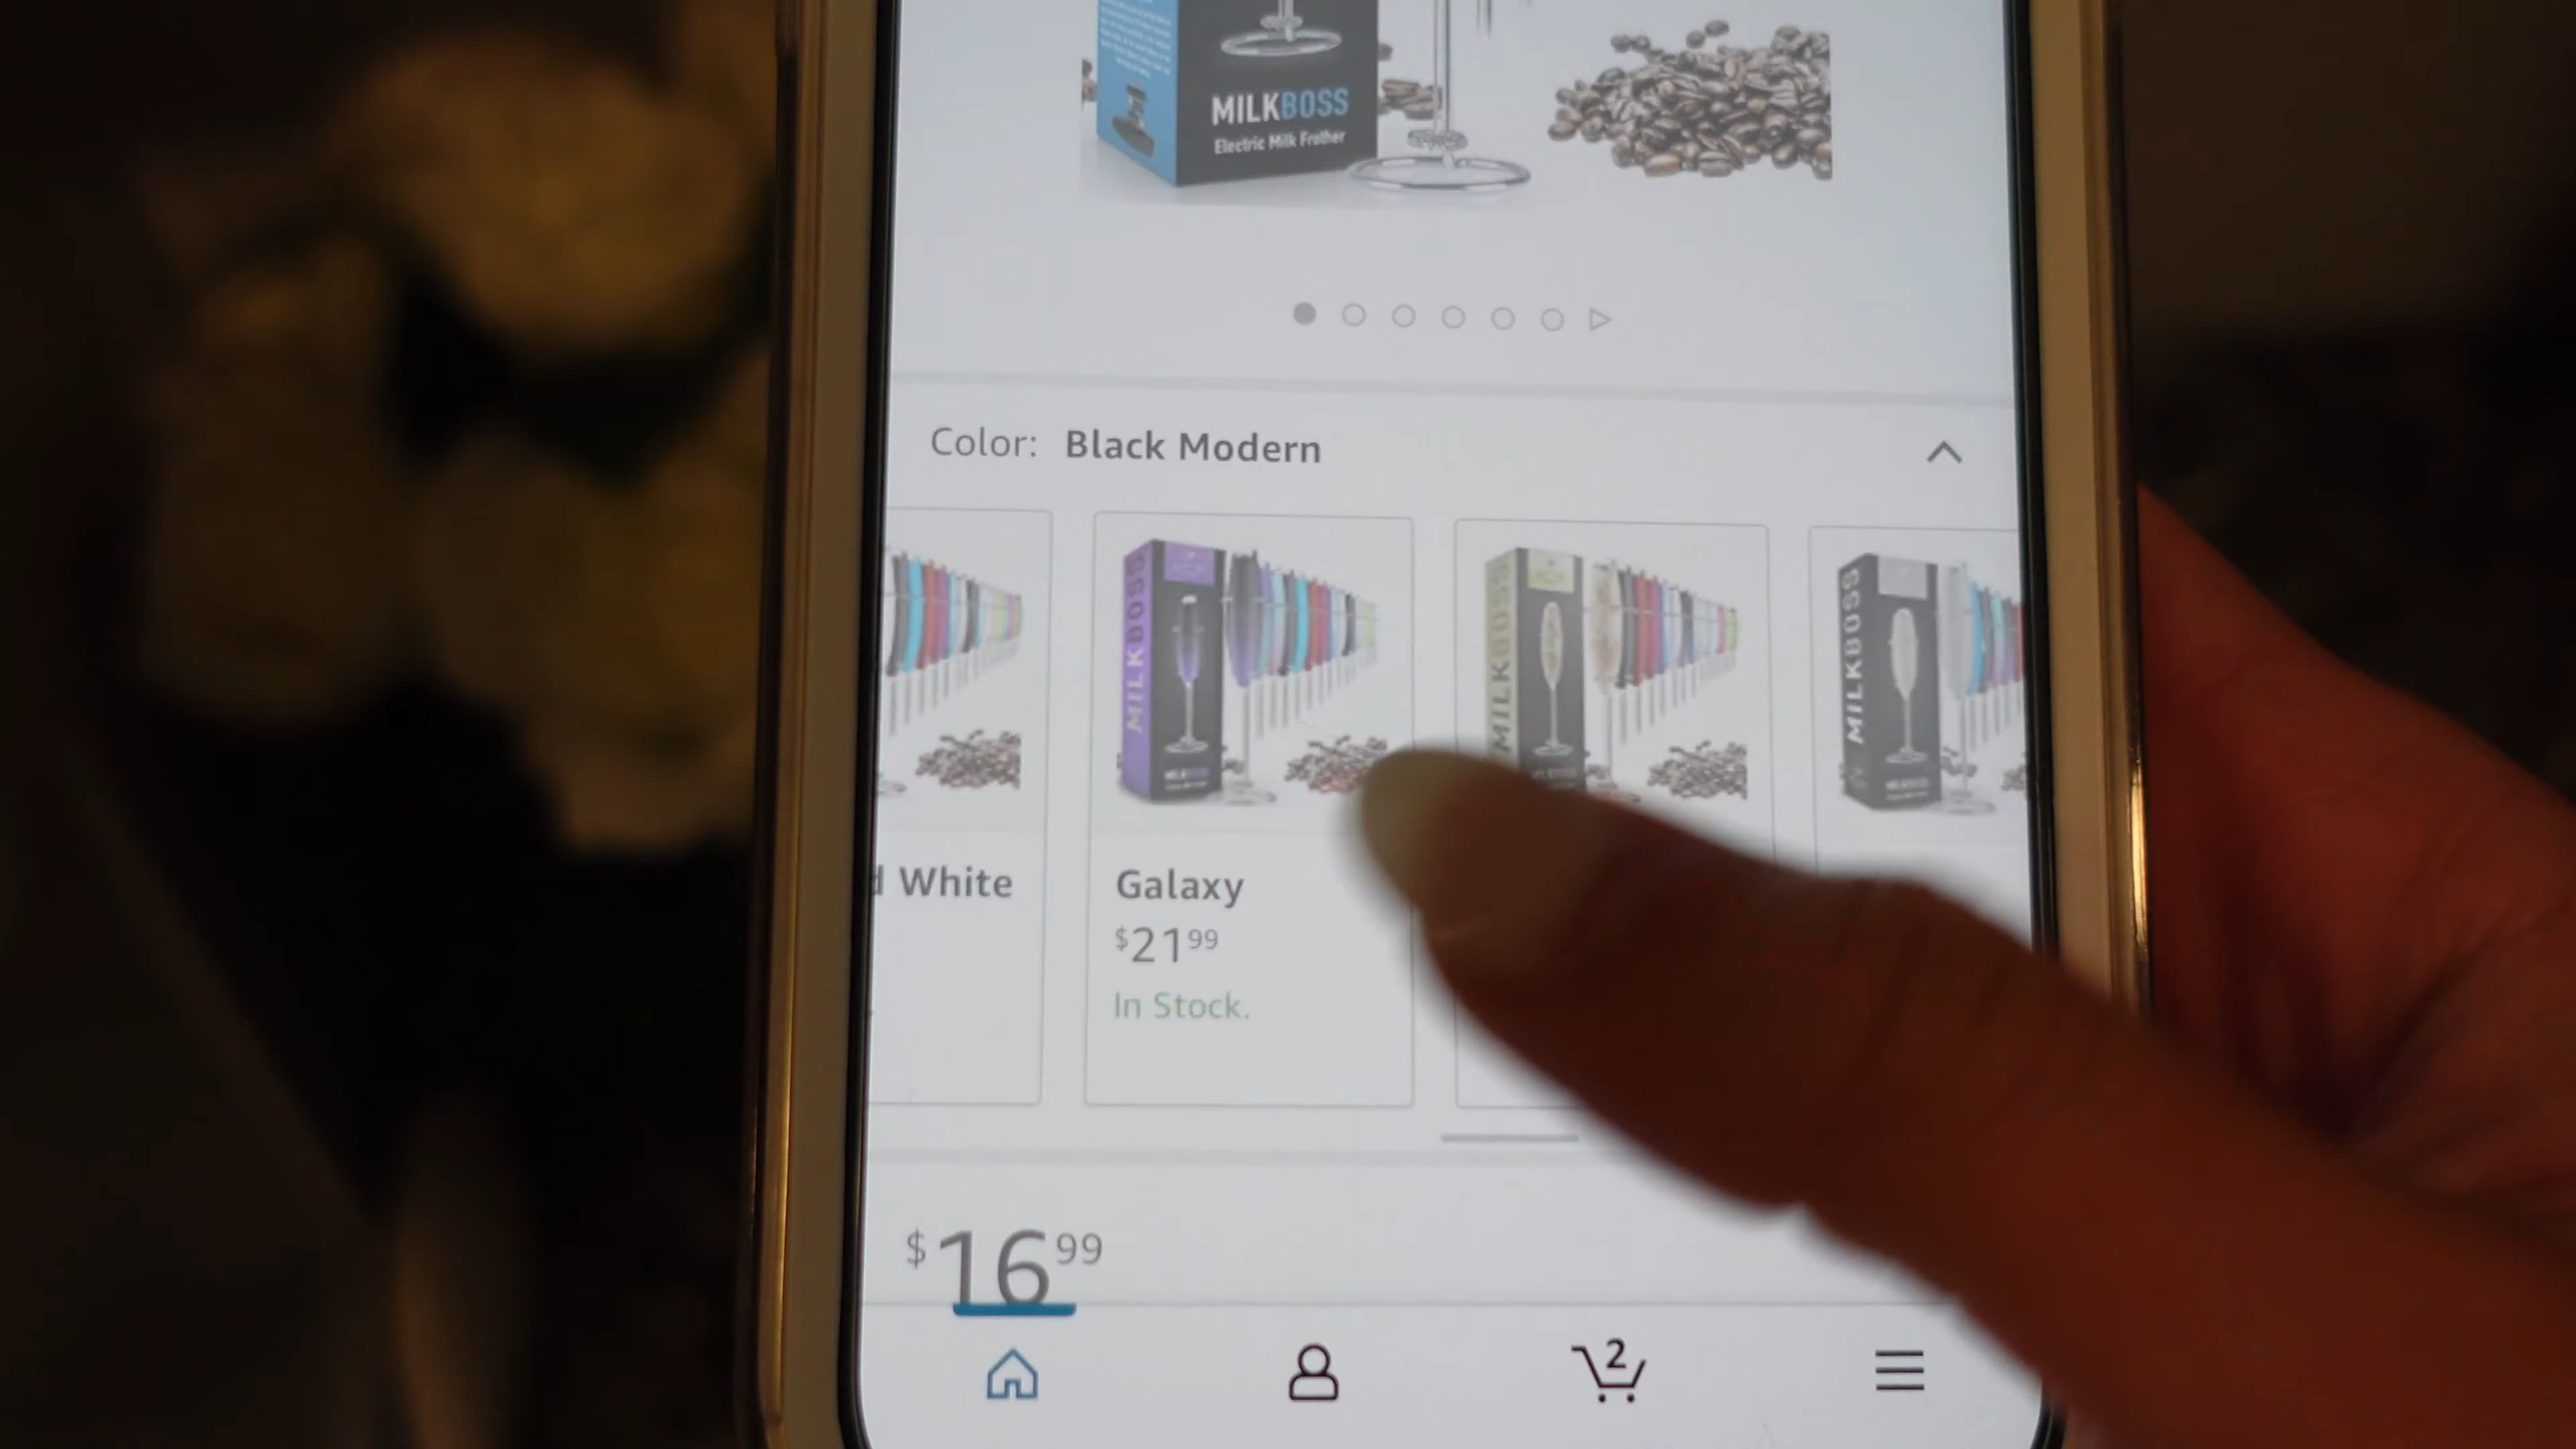 MILKBOSS
Electric Milk Frother
Color: Black Modern
MILKBOSS
MILKBOSS
MILKBOSS
MILKBOSS
White
Galaxy
$21 99
In Stock.
$16 99
2